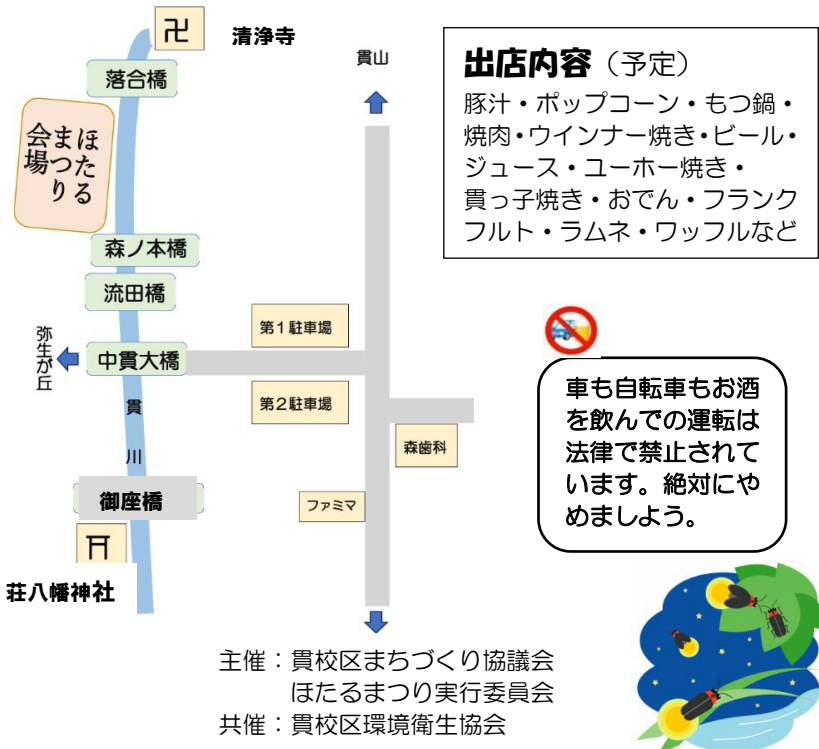 卍
清浄寺
貫山
落合橋
ほたる
まつり
会場
森ノ本橋
流田橋
第1駐車場
弥生が丘
中貫大橋
第2駐車場
貫川
森歯科
御座橋
ファミマ
荘八幡神社
出店内容（予定）
豚汁・ポップコーン・もつ鍋・
焼肉・ウインナー焼き・ビール・
ジュース・ユーホー焼き・
貫っ子焼き・おでん・フランク
フルト・ラムネ・ワッフルなど
車も自転車もお酒
を飲んでの運転は
法律で禁止されて
います。絶対にや
めましよう。
主催：貫校区まちづくり協議会
ほたるまつり実行委員会
共催：貫校区環境衛生協会